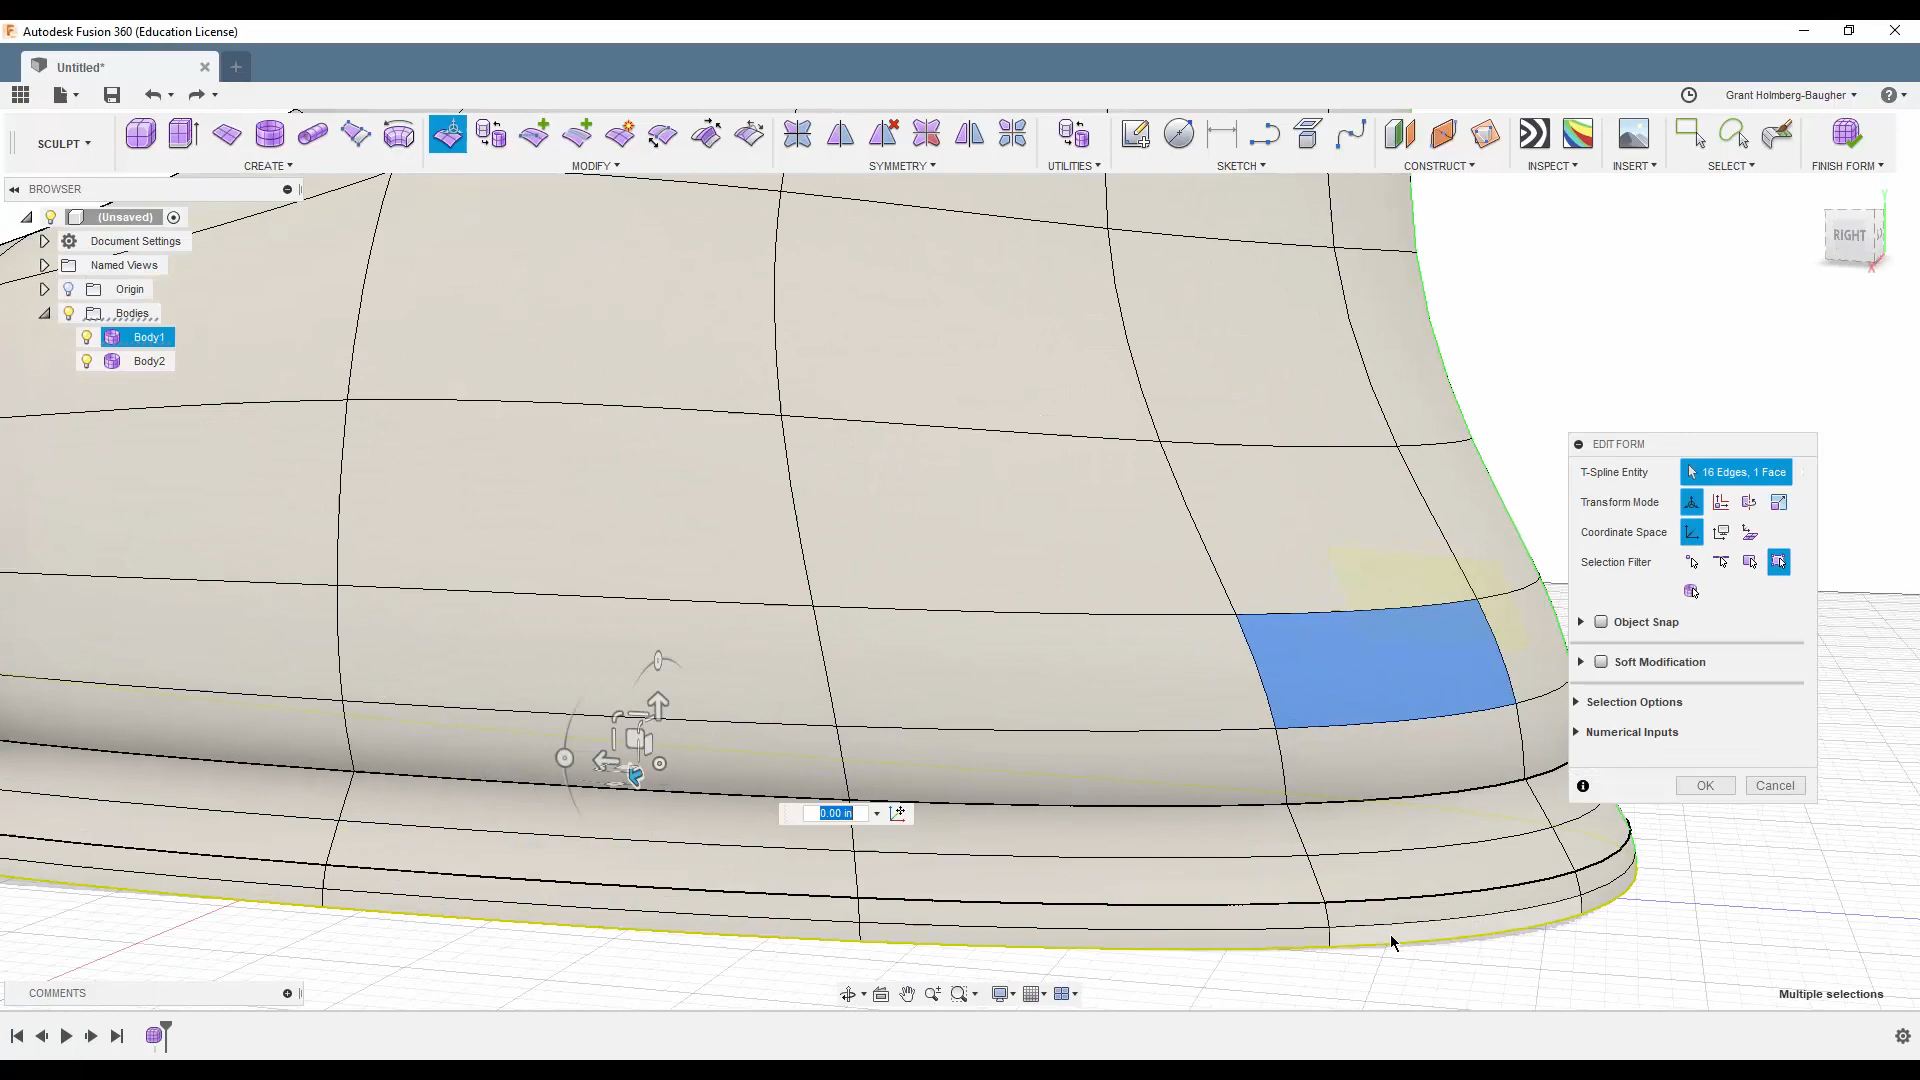 Autodesk Fusion 360 (Education License)
Untitled*
Grant Holmberg-Baugher
SCULPT
CREATE
MODIFY
SYMMETRY
UTILITIES
SKETCH
CONSTRUCT
INSPECT
INSERT
SELECT
FINISH FORM
BROWSER
(Unsaved)
Document Settings
Named Views
Origin
Bodies
Body1
Body2
RIGHT
EDIT FORM
T-Spline Entity
16 Edges, 1 Face
Transform Mode
Coordinate Space
Selection Filter
Object Snap
Soft Modification
Selection Options
Numerical Inputs
OK
Cancel
0.00 in
COMMENTS
Multiple selections